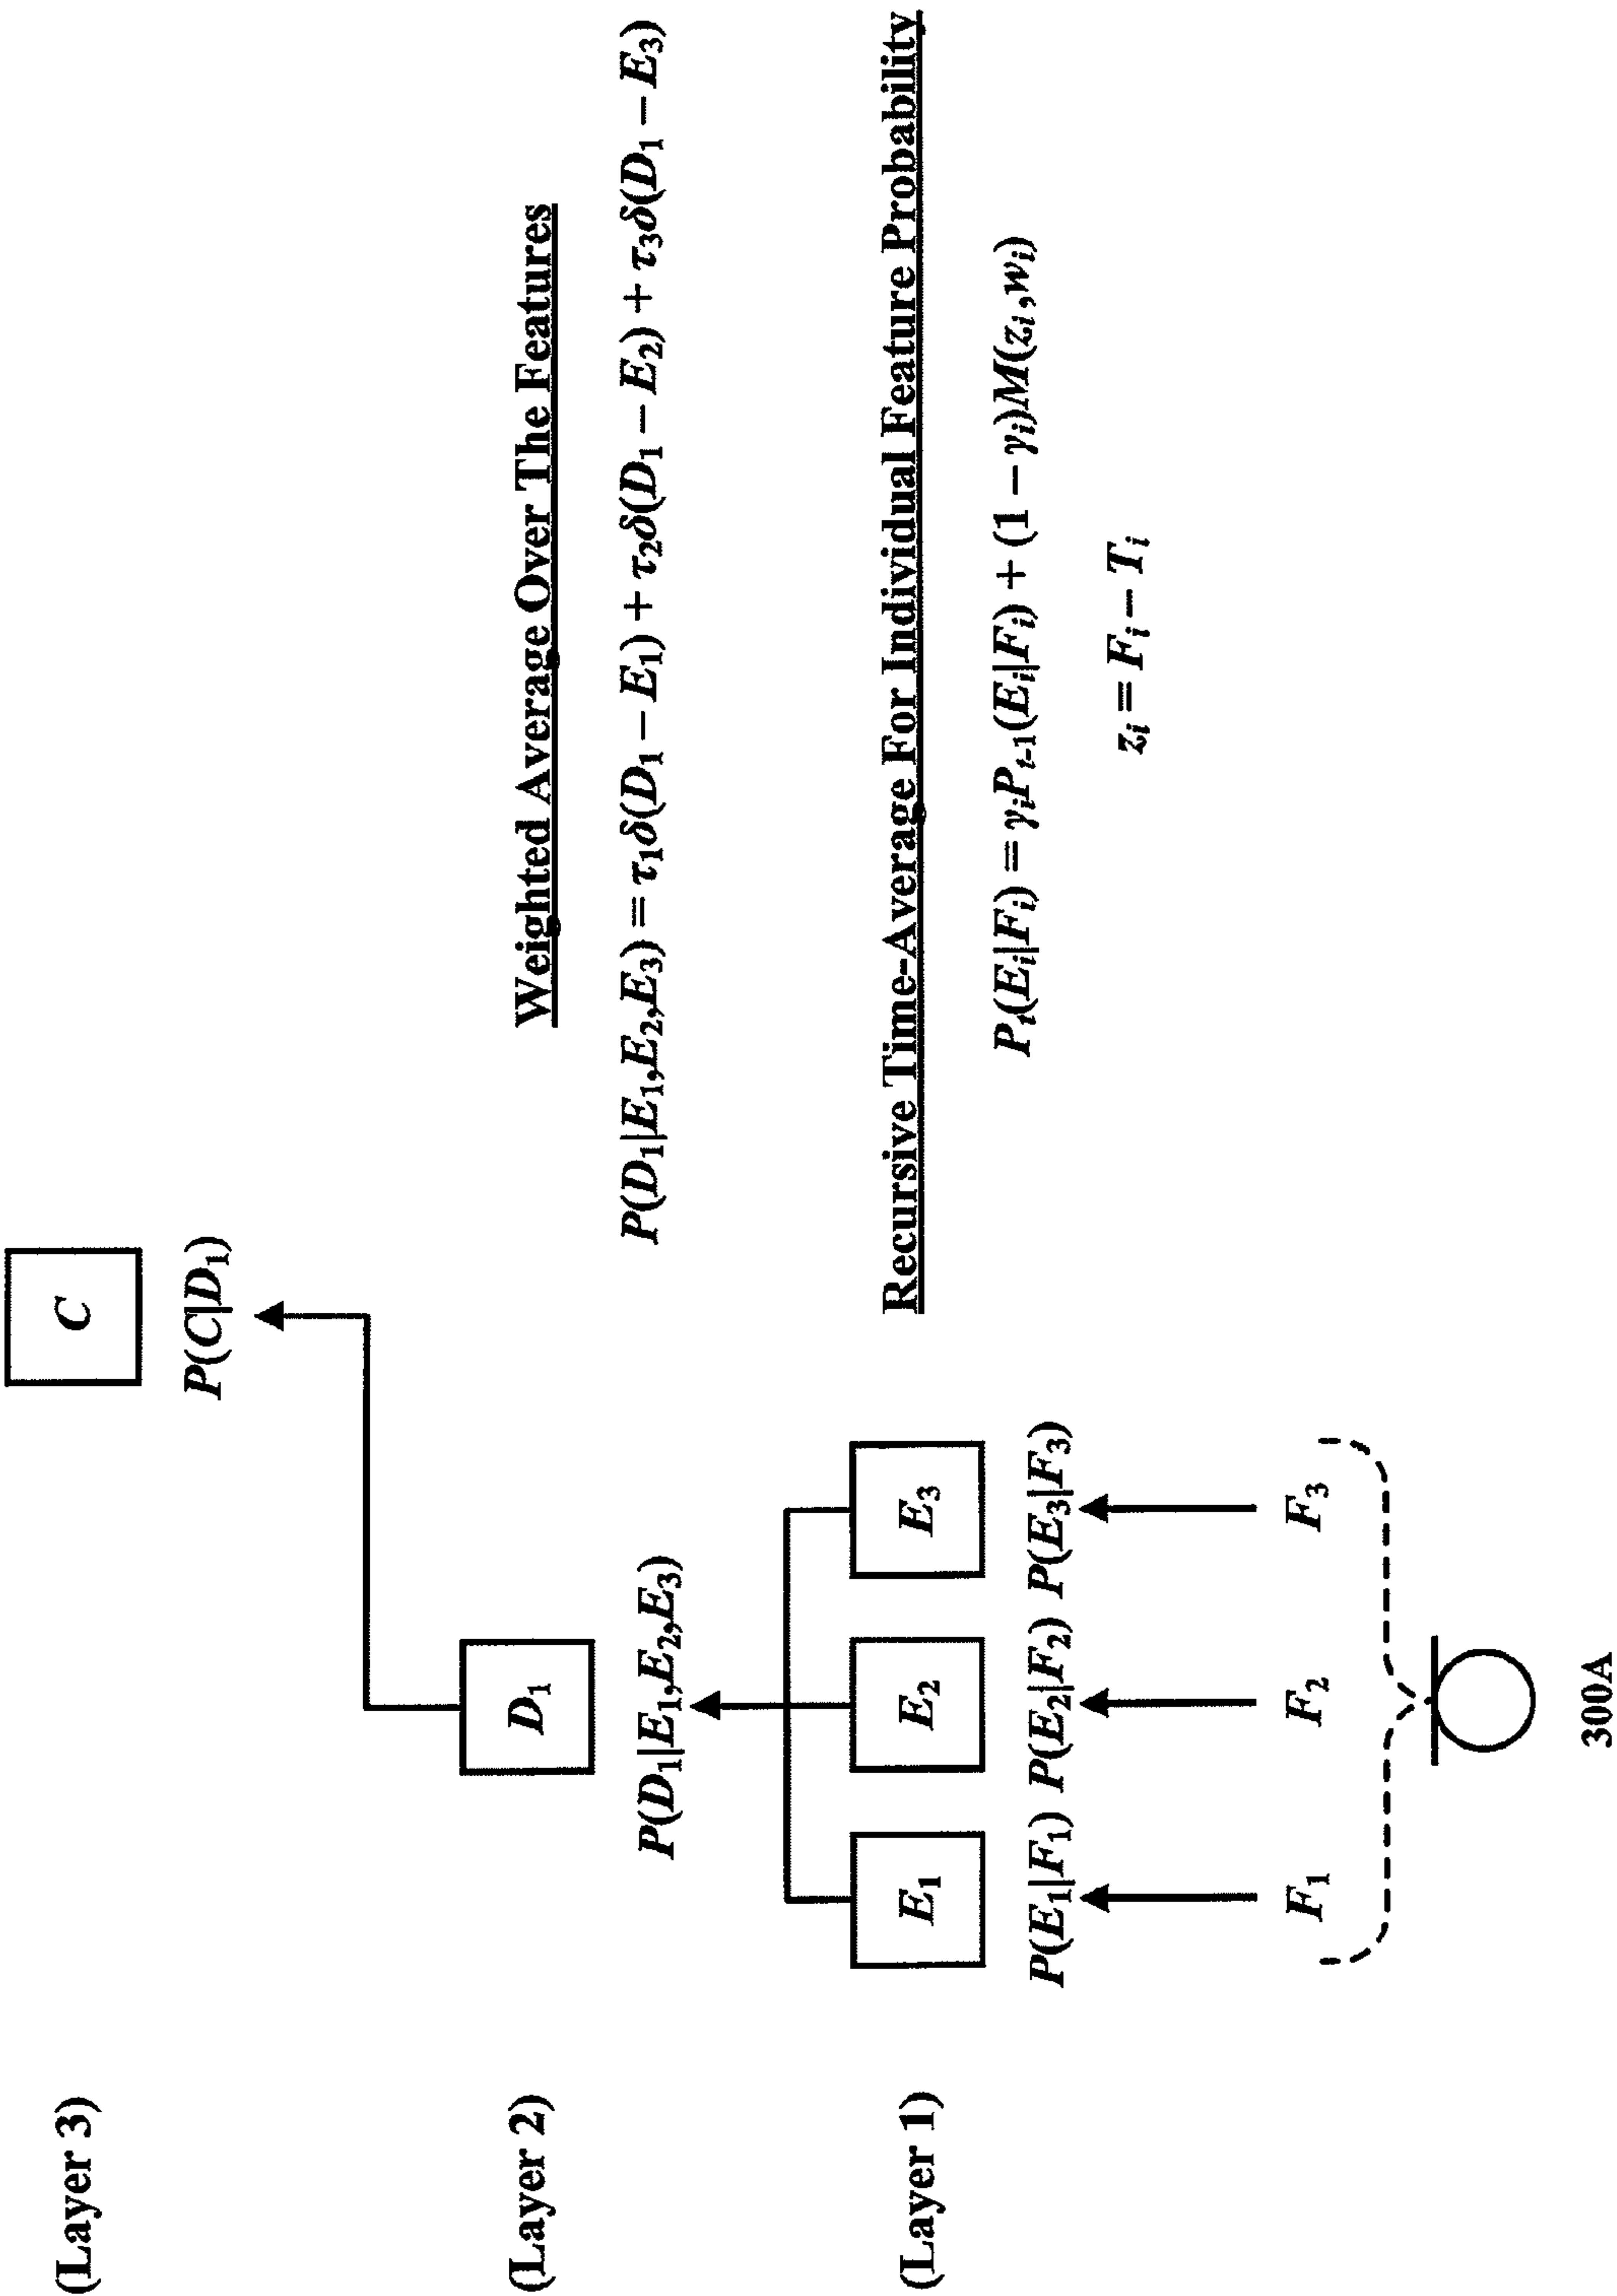 (Layer 3)
C
P(C|D₁)
(Layer 2)
D₁
P(D₁|E₁,E₂,E₃)
Weighted Average Over The Features
P(D₁|E₁,E₂,E₃) = τ₁δ(D₁ − E₁) + τ₂δ(D₁ − E₂) + τ₃δ(D₁ − E₃)
(Layer 1)
E₁ E₂ E₃
P(E₁|F₁) P(E₂|F₂) P(E₃|F₃)
F₁ F₂ F₃
300A
Recursive Time-Average For Individual Feature Probability
Pₜ(Eᵢ|Fᵢ) = γᵢPₜ₋₁(Eᵢ|Fᵢ) + (1 − γᵢ)M(zᵢ,wᵢ)
zᵢ = Fᵢ − Tᵢ